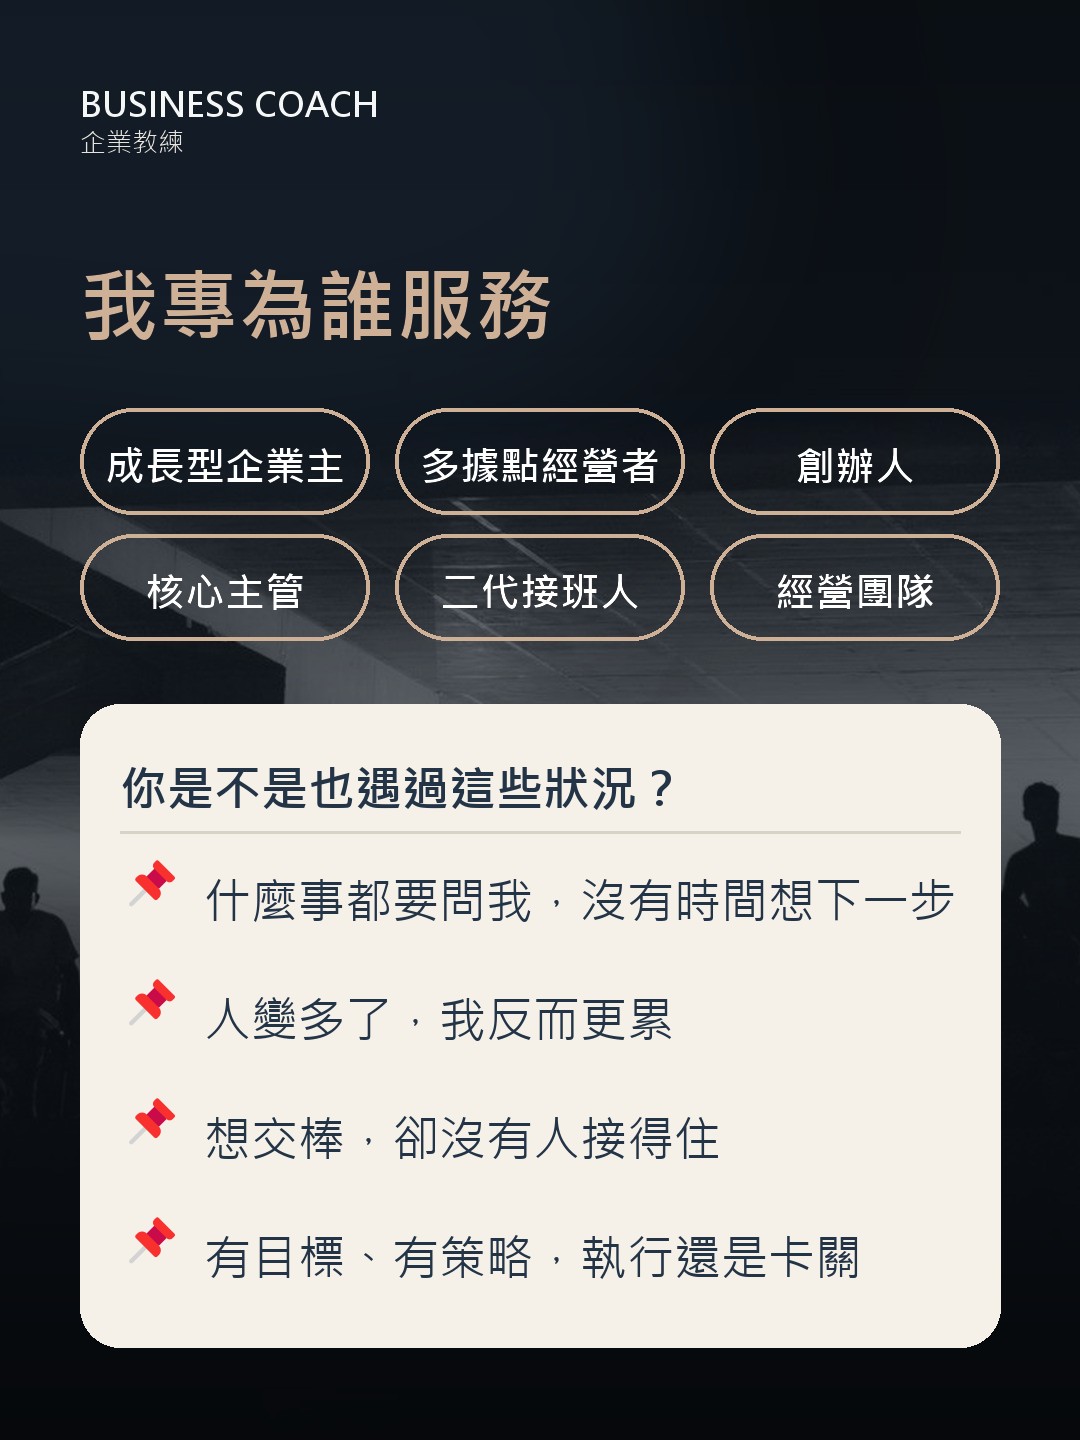 BUSINESS COACH
企業教練
我專為誰服務
成長型企業主
多據點經營者
創辦人
核心主管
二代接班人
經營團隊
你是不是也遇過這些狀況？
📌 什麼事都要問我，沒有時間想下一步
📌 人變多了，我反而更累
📌 想交棒，卻沒有人接得住
📌 有目標、有策略，執行還是卡關